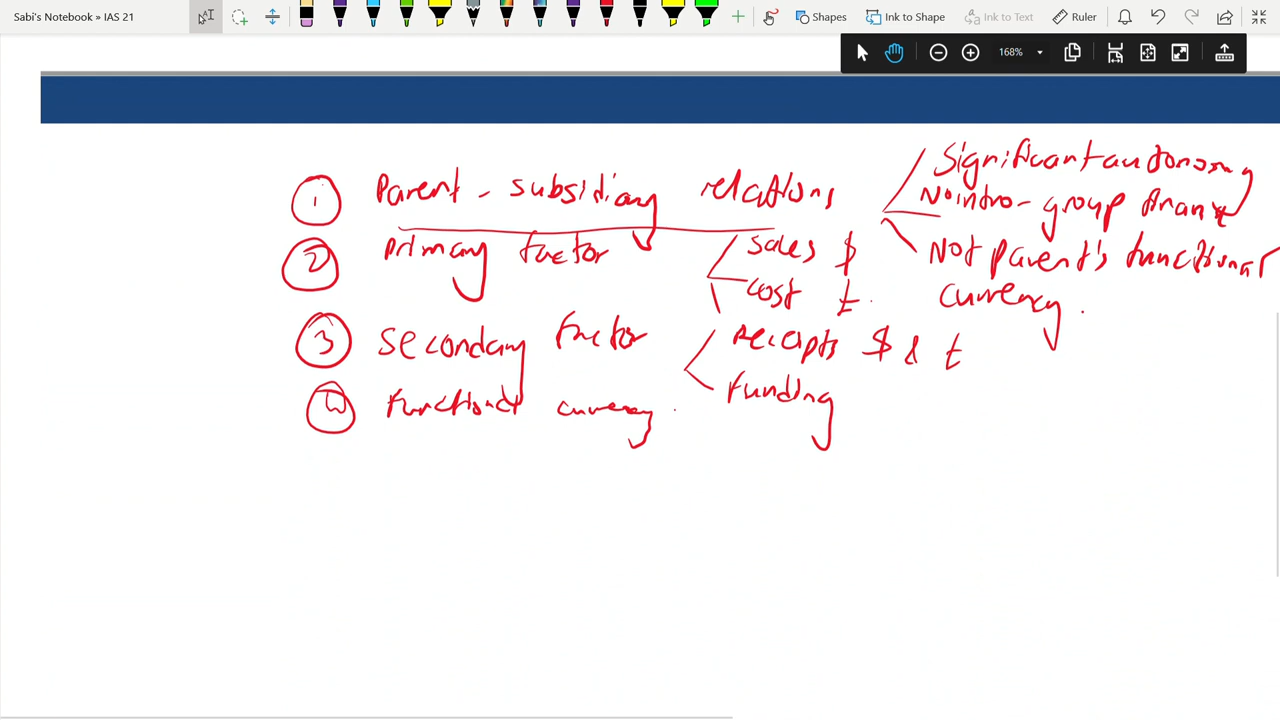 Sabi's Notebook » IAS 21
Shapes
Ink to Shape
Ink to Text
Ruler
168%
1 Parent - subsidiary relations
Significant autonomy
No intra-group finance
Not parent's functional
currency.
2 primary factor
sales $
cost £.
3 secondary factor
receipts $ & £
funding
4 functional currency.